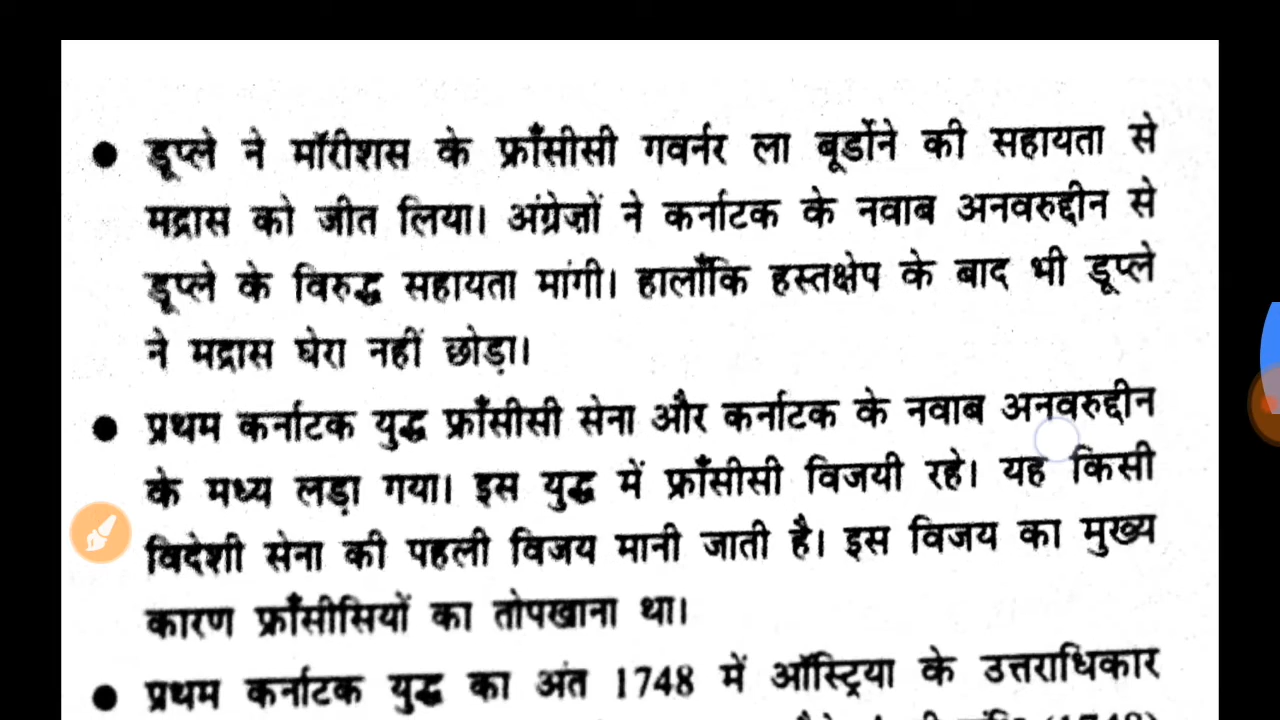 ● डूप्ले ने मॉरीशस के फ्राँसीसी गवर्नर ला बूर्डोने की सहायता से
मद्रास को जीत लिया। अंग्रेज़ों ने कर्नाटक के नवाब अनवरुद्दीन से
डूप्ले के विरुद्ध सहायता मांगी। हालाँकि हस्तक्षेप के बाद भी डूप्ले
ने मद्रास घेरा नहीं छोड़ा।
● प्रथम कर्नाटक युद्ध फ्राँसीसी सेना और कर्नाटक के नवाब अनवरुद्दीन
के मध्य लड़ा गया। इस युद्ध में फ्राँसीसी विजयी रहे। यह किसी
विदेशी सेना की पहली विजय मानी जाती है। इस विजय का मुख्य
कारण फ्राँसीसियों का तोपखाना था।
● प्रथम कर्नाटक युद्ध का अंत 1748 में ऑस्ट्रिया के उत्तराधिकार